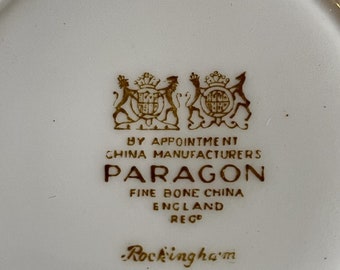 BY APPOINTMENT
CHINA MANUFACTURERS
PARAGON
FINE BONE CHINA
ENGLAND
REGD
Rockingham